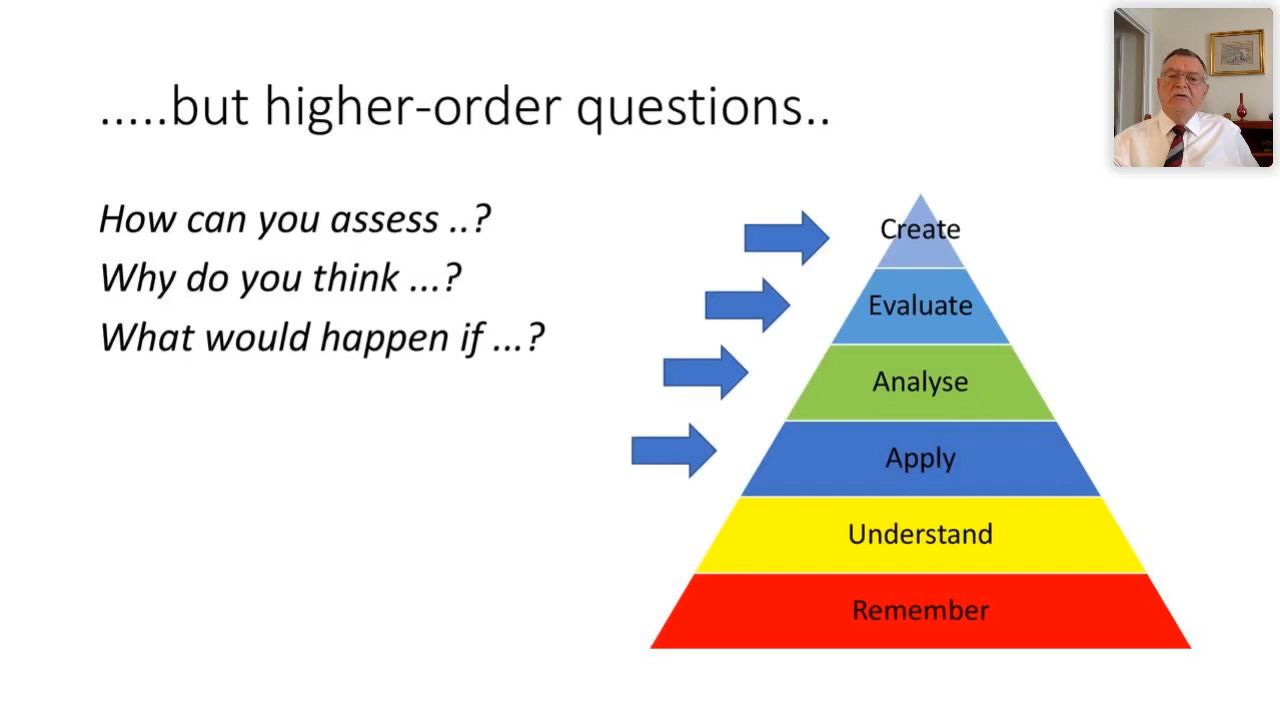 .....but higher-order questions..
How can you assess ..?
Why do you think ...?
What would happen if ...?
Create
Evaluate
Analyse
Apply
Understand
Remember